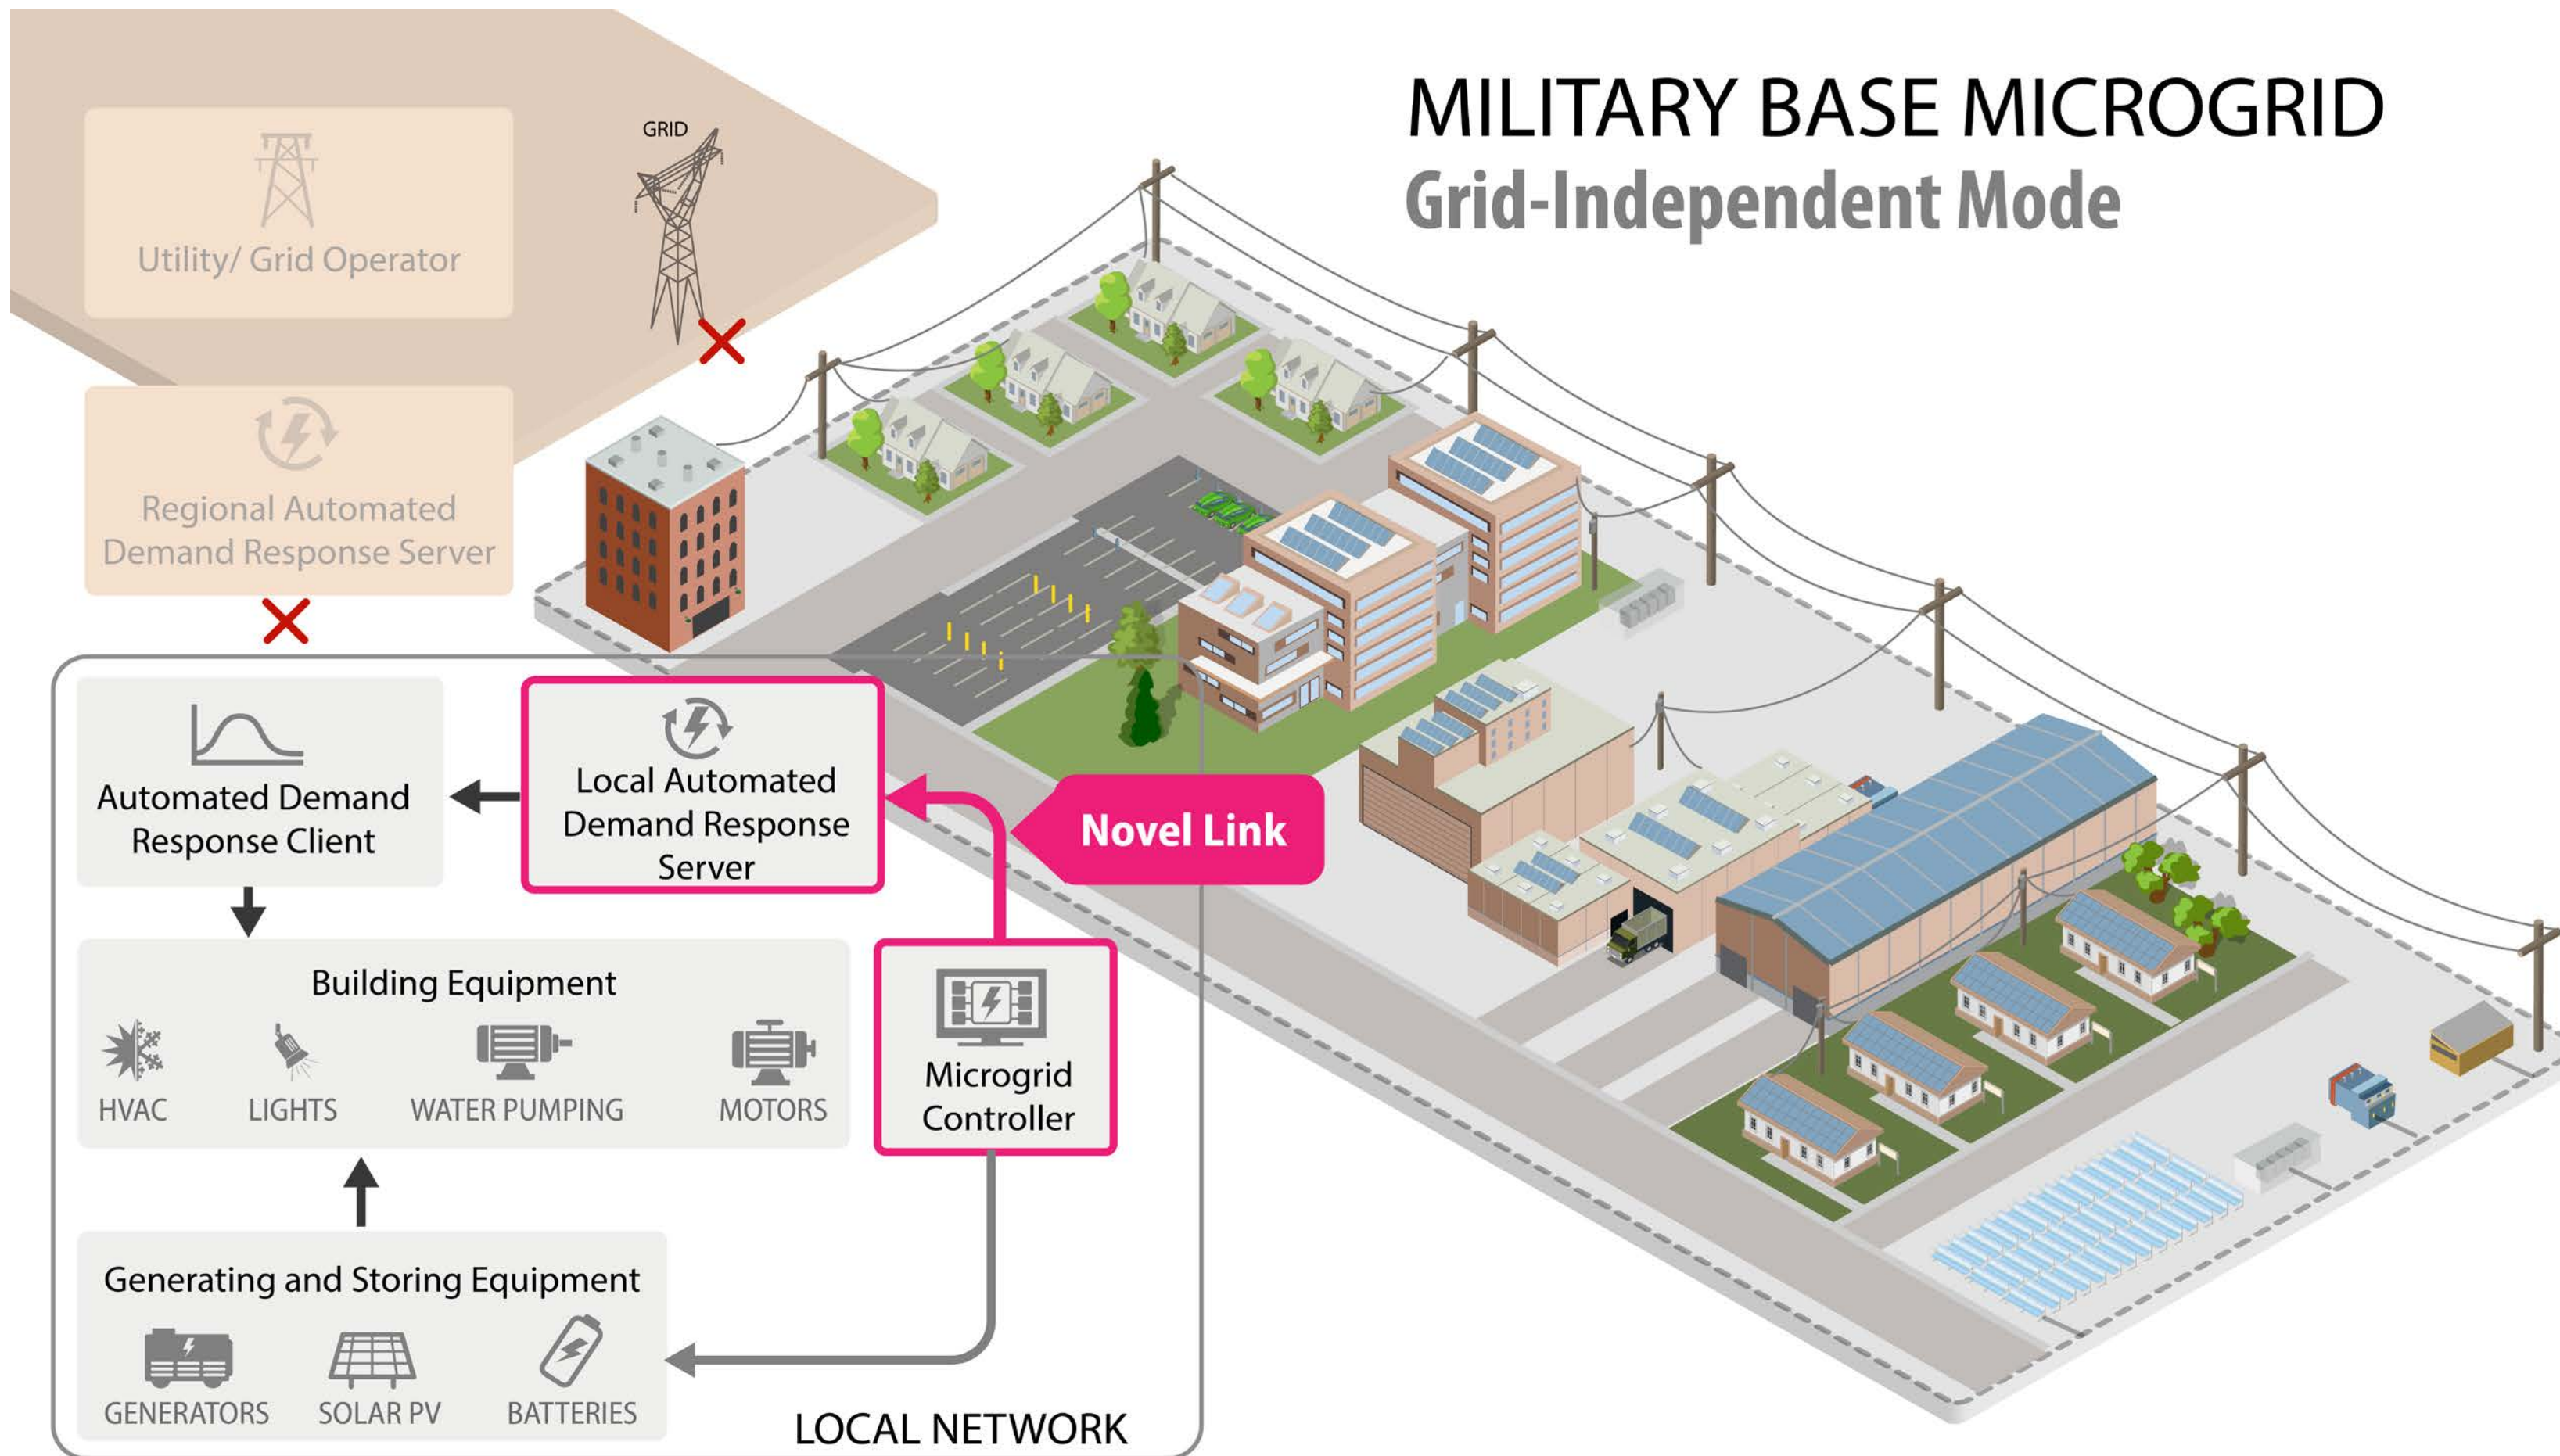 MILITARY BASE MICROGRID
Grid-Independent Mode
GRID
Utility/ Grid Operator
Regional Automated
Demand Response Server
Automated Demand
Response Client
Local Automated
Demand Response
Server
Novel Link
Building Equipment
HVAC
LIGHTS
WATER PUMPING
MOTORS
Microgrid
Controller
Generating and Storing Equipment
GENERATORS
SOLAR PV
BATTERIES
LOCAL NETWORK